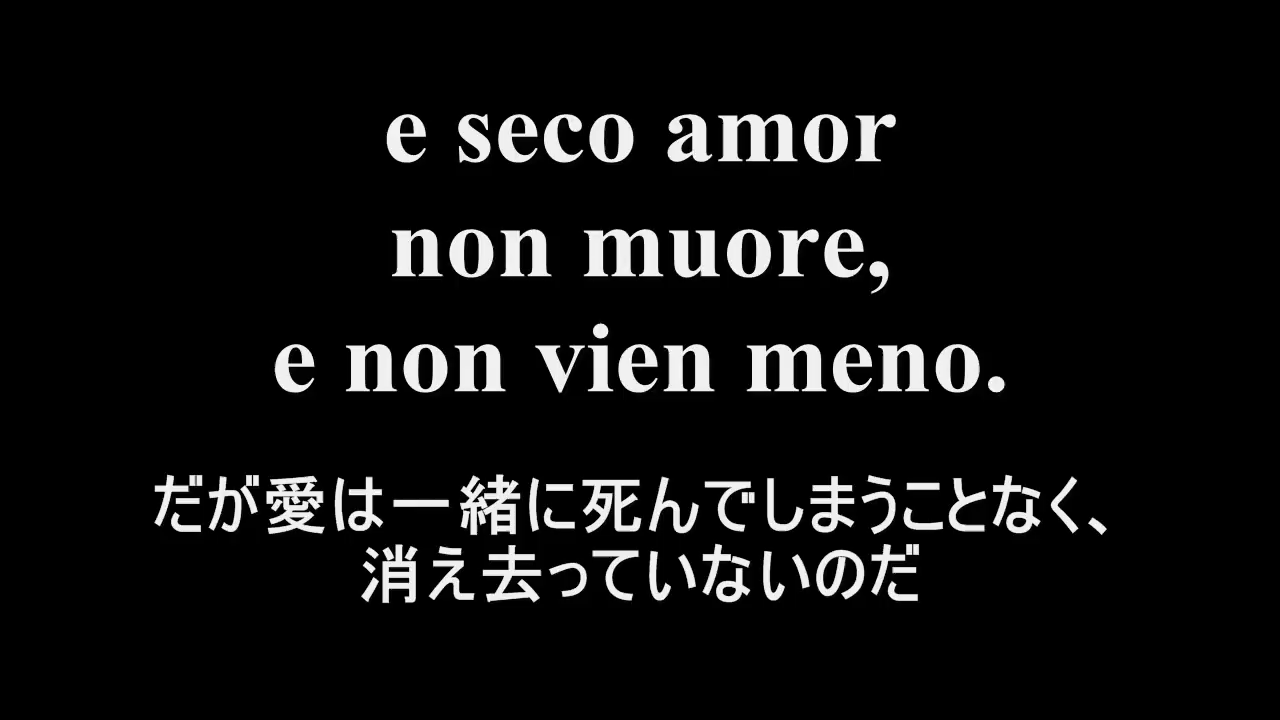 e seco amor
non muore,
e non vien meno.
だが愛は一緒に死んでしまうことなく、
消え去っていないのだ